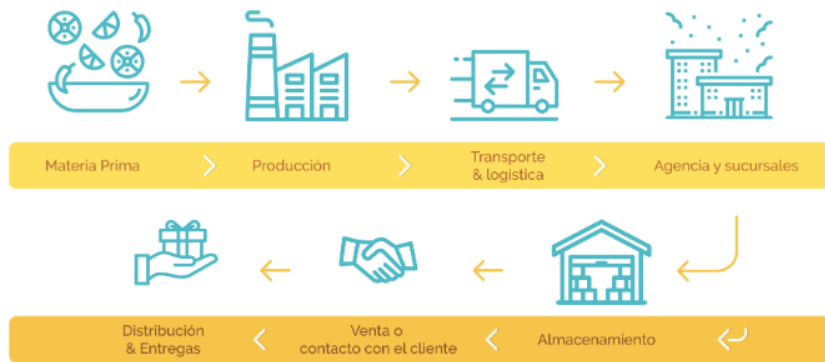 Materia Prima
Producción
Transporte
& logística
Agencia y sucursales
Distribución
& Entregas
Venta o
contacto con el cliente
Almacenamiento